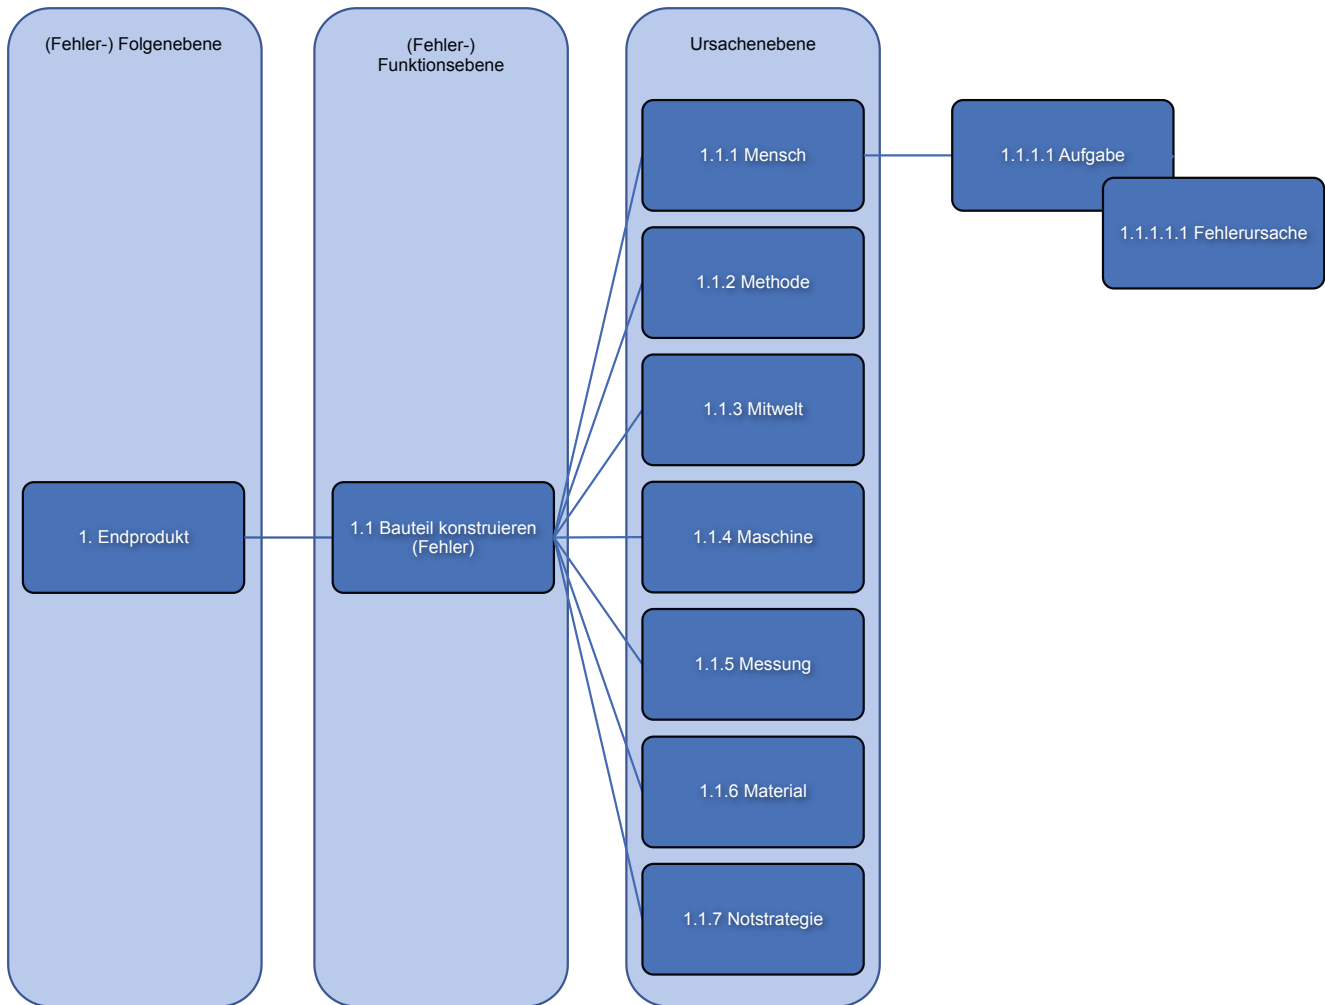 (Fehler-) Folgenebene
(Fehler-)
Funktionsebene
Ursachenebene
1. Endprodukt
1.1 Bauteil konstruieren
(Fehler)
1.1.1 Mensch
1.1.2 Methode
1.1.3 Mitwelt
1.1.4 Maschine
1.1.5 Messung
1.1.6 Material
1.1.7 Notstrategie
1.1.1.1 Aufgabe
1.1.1.1.1 Fehlerursache